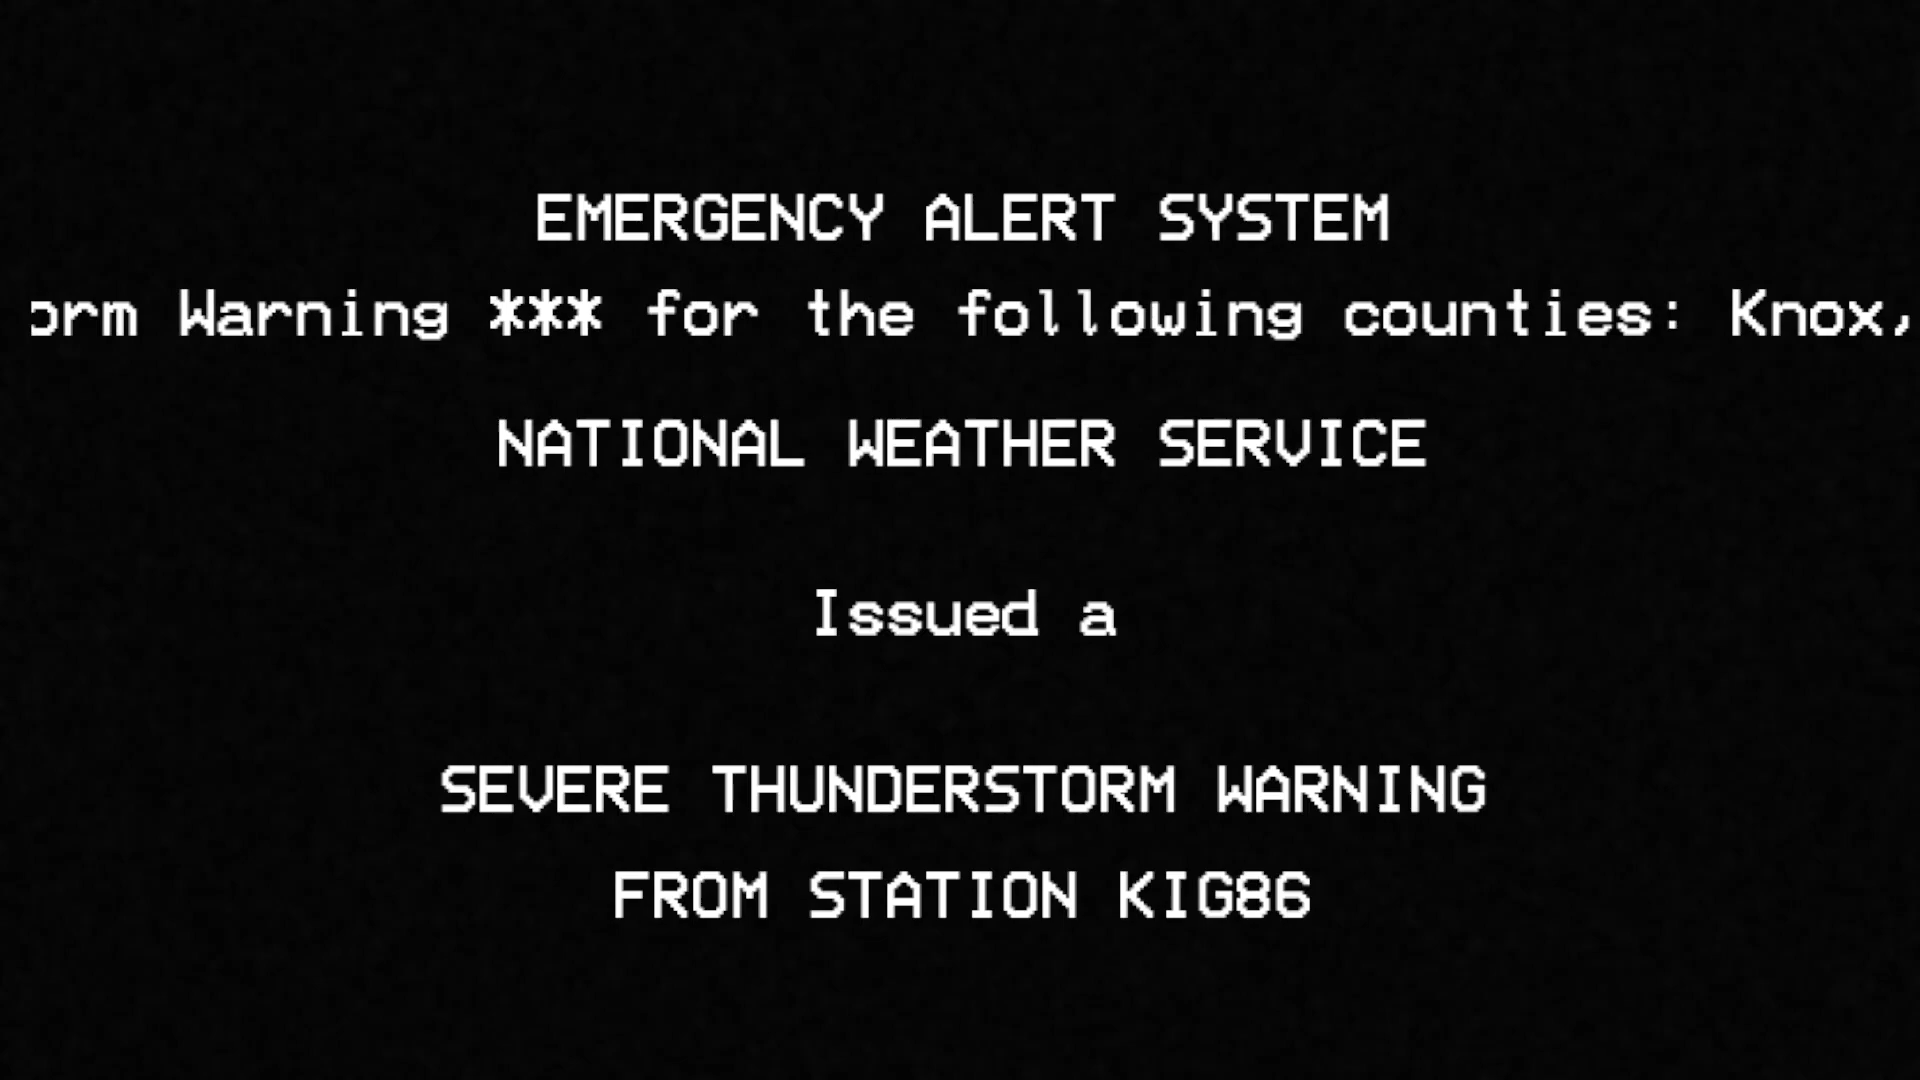 EMERGENCY ALERT SYSTEM
orm Warning *** for the following counties: Knox,
NATIONAL WEATHER SERVICE
Issued a
SEVERE THUNDERSTORM WARNING
FROM STATION KIG86